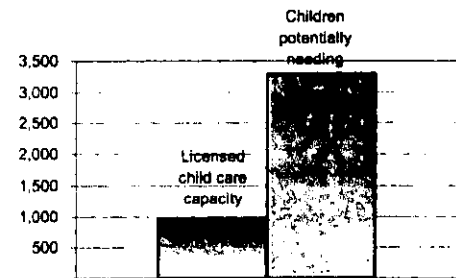 Children
potentially
needing
3,500
3,000
2,500
2,000
1,500
1,000
500
Licensed
child care
capacity